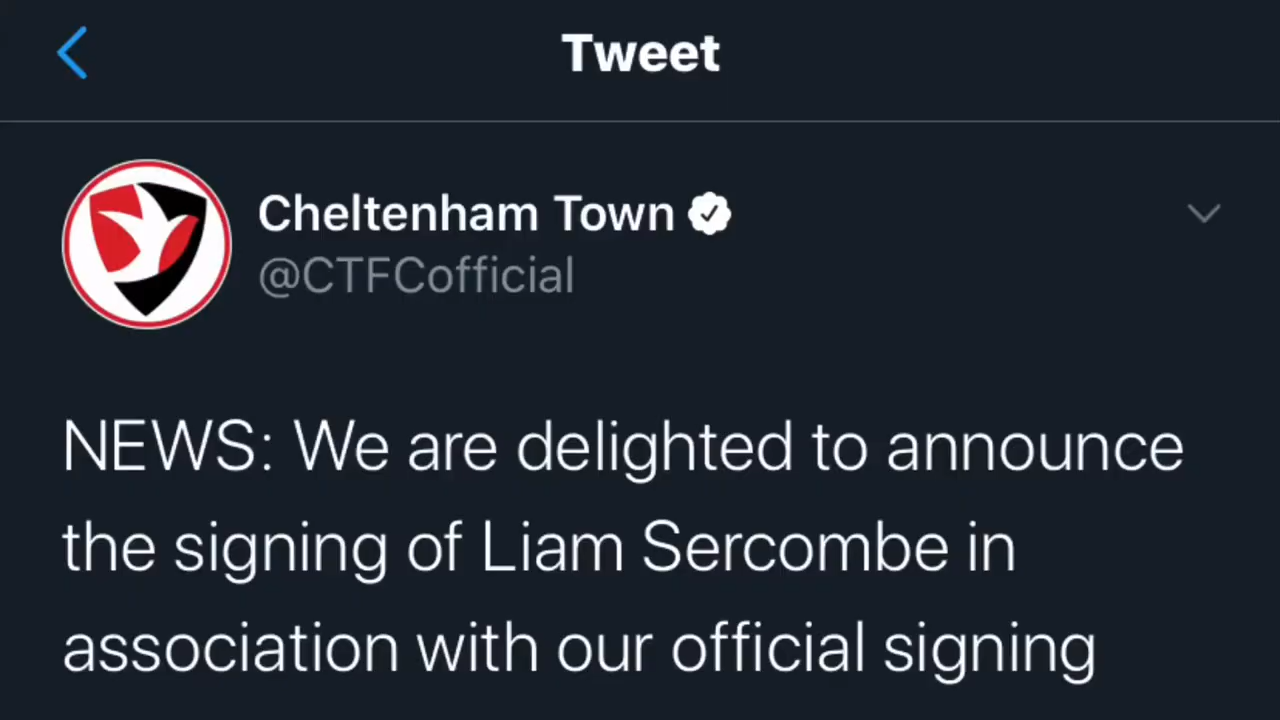 Tweet
Cheltenham Town
@CTFCofficial
NEWS: We are delighted to announce
the signing of Liam Sercombe in
association with our official signing